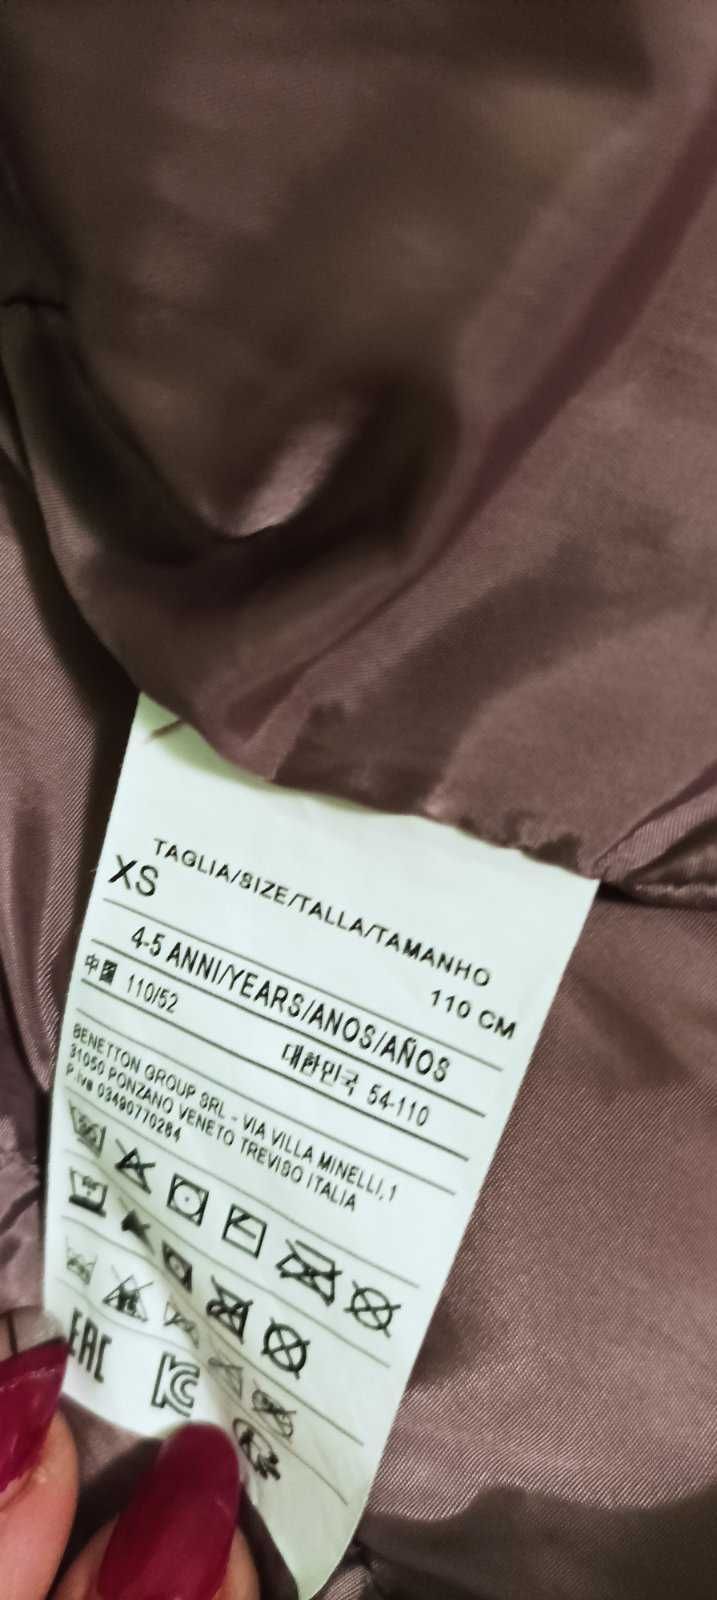 TAGLIA/SIZE/TALLA/TAMANHO
XS
110 CM
4-5 ANNI/YEARS/ANOS/AÑOS
中國 110/52
대한민국 54-110
BENETTON GROUP SRL - VIA VILLA MINELLI,1
31050 PONZANO VENETO TREVISO ITALIA
P.iva 03490770264
EAC